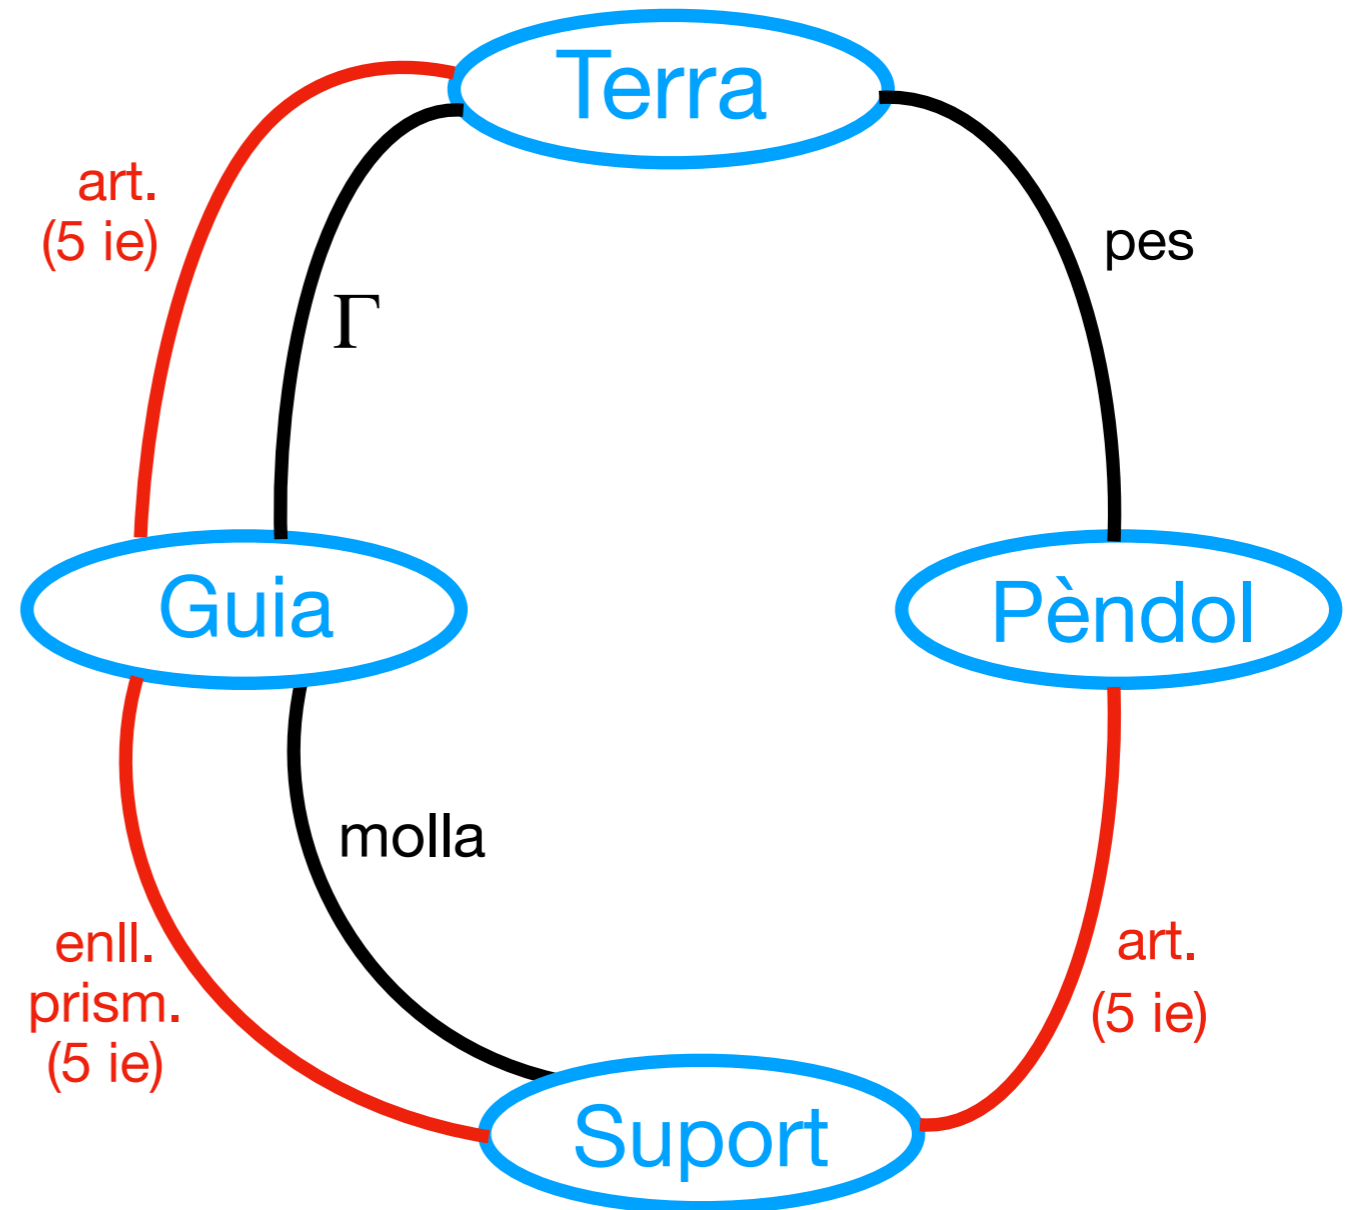 Terra
art.
(5 ie)
Γ
pes
Guia
Pèndol
molla
enll.
prism.
(5 ie)
art.
(5 ie)
Suport